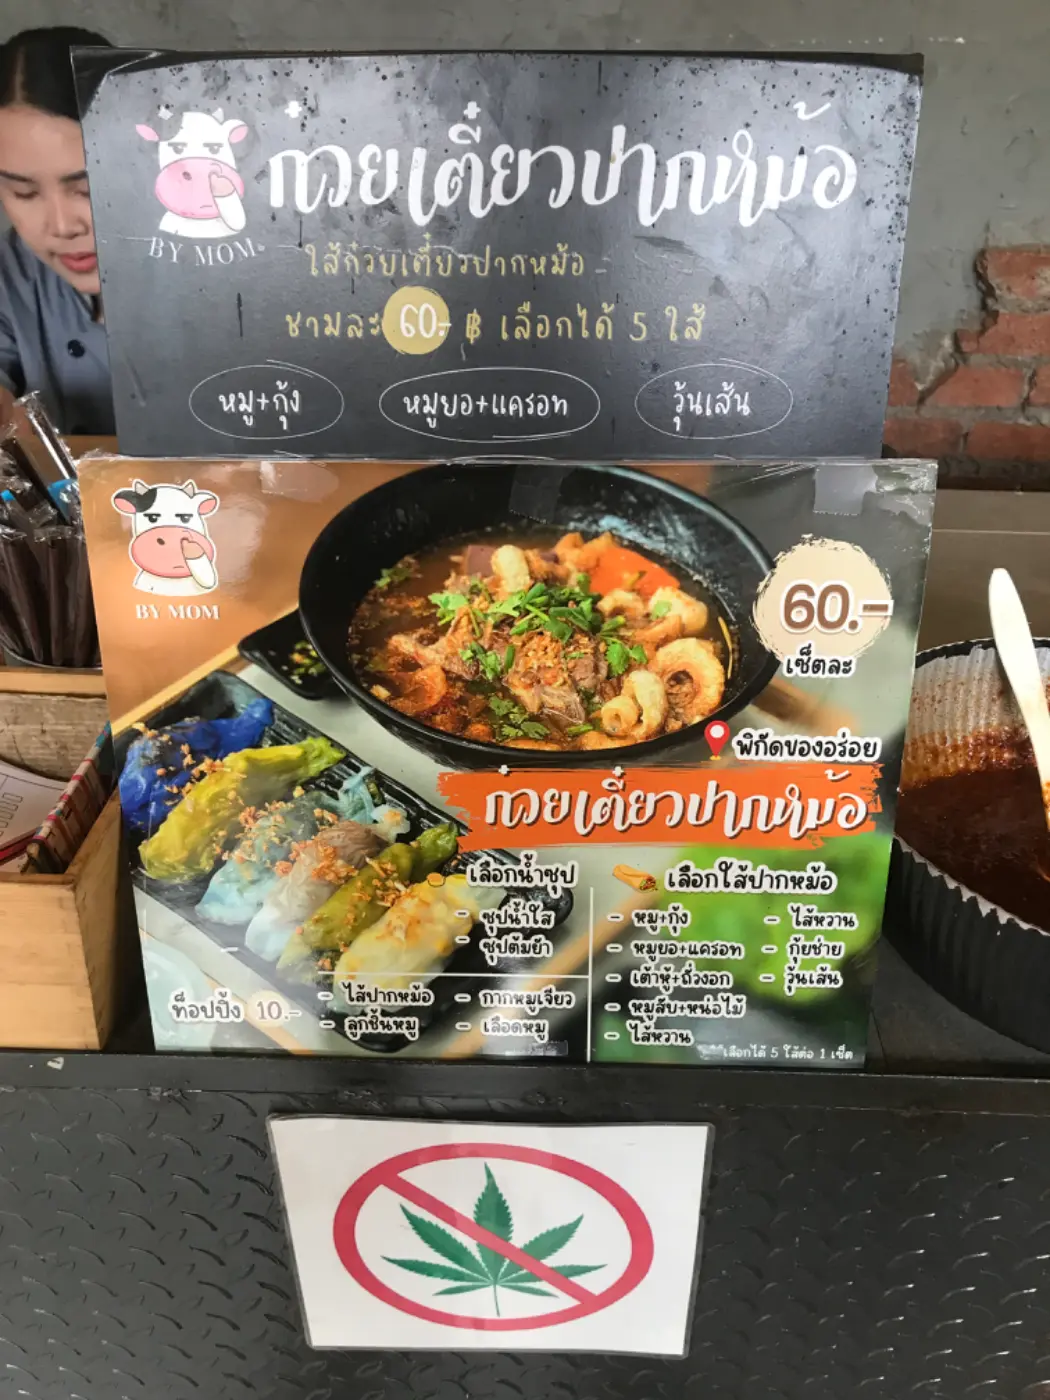 ก๋วยเตี๋ยวปากหม้อ
BY MOM
ไส้ก๋วยเตี๋ยวปากหม้อ
ชามละ 60.- ฿ เลือกได้ 5 ไส้
หมู+กุ้ง
หมูยอ+แครอท
วุ้นเส้น
BY MOM
60.-
เซ็ตละ
พิกัดของอร่อย
ก๋วยเตี๋ยวปากหม้อ
เลือกน้ำซุป
- ซุปน้ำใส
- ซุปต้มยำ
ท็อปปิ้ง 10.-
- ไส้ปากหม้อ
- ลูกชิ้นหมู
- กากหมูเจียว
- เลือดหมู
เลือกไส้ปากหม้อ
- หมู+กุ้ง
- หมูยอ+แครอท
- เต้าหู้+ถั่วงอก
- หมูสับ+หน่อไม้
- ไส้หวาน
- ไส้หวาน
- กุ้ยช่าย
- วุ้นเส้น
เลือกได้ 5 ไส้ต่อ 1 เซ็ต